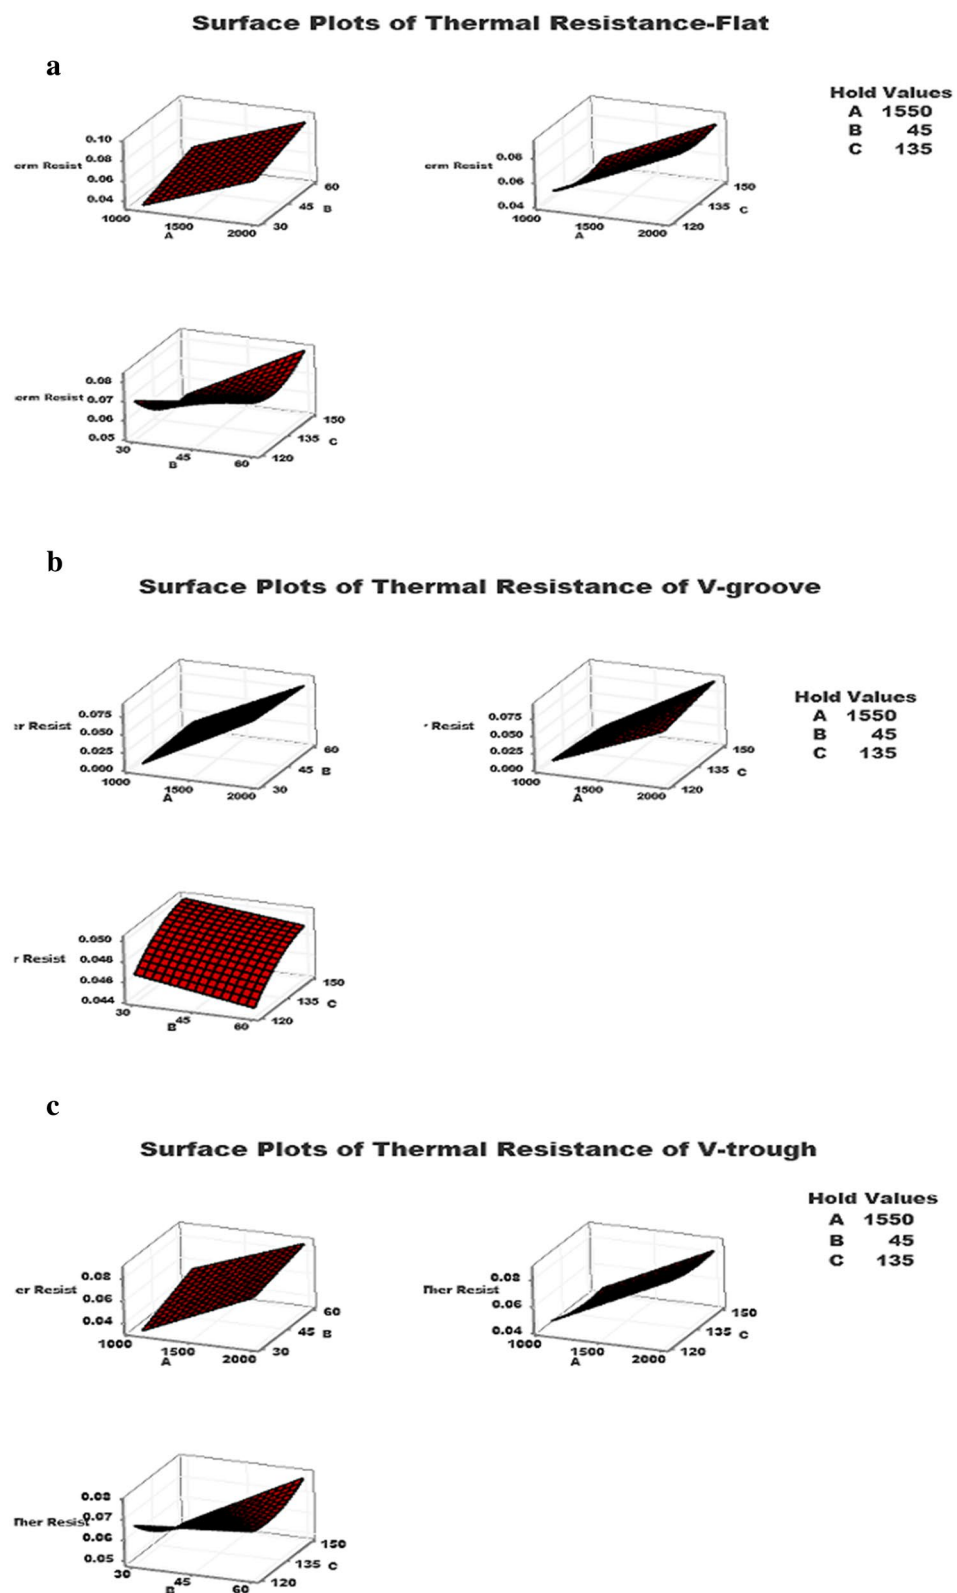 Surface Plots of Thermal Resistance-Flat
a
Hold Values
A 1550
B 45
C 135
0.10
0.08
0.06
0.04
erm Resist
1000
1500
2000
A
30
45
60
B
0.08
0.06
0.04
erm Resist
1000
1500
2000
A
120
135
150
C
0.08
0.07
0.06
0.05
erm Resist
30
45
60
B
120
135
150
C
b
Surface Plots of Thermal Resistance of V-groove
Hold Values
A 1550
B 45
C 135
0.075
0.050
0.025
0.000
er Resist
1000
1500
2000
A
30
45
60
B
0.075
0.050
0.025
0.000
r Resist
1000
1500
2000
A
120
135
150
C
0.050
0.048
0.046
0.044
r Resist
30
45
60
B
120
135
150
C
c
Surface Plots of Thermal Resistance of V-trough
Hold Values
A 1550
B 45
C 135
0.08
0.06
0.04
er Resist
1000
1500
2000
A
30
45
60
B
0.08
0.06
0.04
Ther Resist
1000
1500
2000
A
120
135
150
C
0.08
0.07
0.06
0.05
Ther Resist
30
45
60
B
120
135
150
C